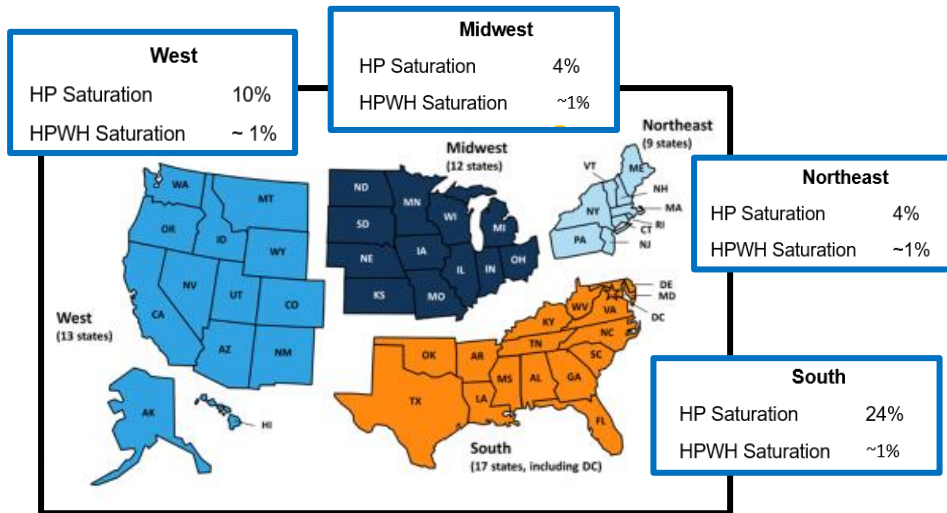 West
HP Saturation 10%
HPWH Saturation ~ 1%
Midwest
HP Saturation 4%
HPWH Saturation ~1%
Northeast
(9 states)
Northeast
HP Saturation 4%
HPWH Saturation ~1%
South
HP Saturation 24%
HPWH Saturation ~1%
Midwest
(12 states)
West
(13 states)
South
(17 states, including DC)
WA
MT
OR
ID
WY
NV
UT
CO
CA
AZ
NM
AK
HI
ND
MN
SD
WI
MI
NE
IA
IL
IN
OH
KS
MO
VT
ME
NH
NY
MA
RI
CT
PA
NJ
DE
MD
DC
WV
VA
KY
NC
TN
SC
OK
AR
MS
AL
GA
TX
LA
FL